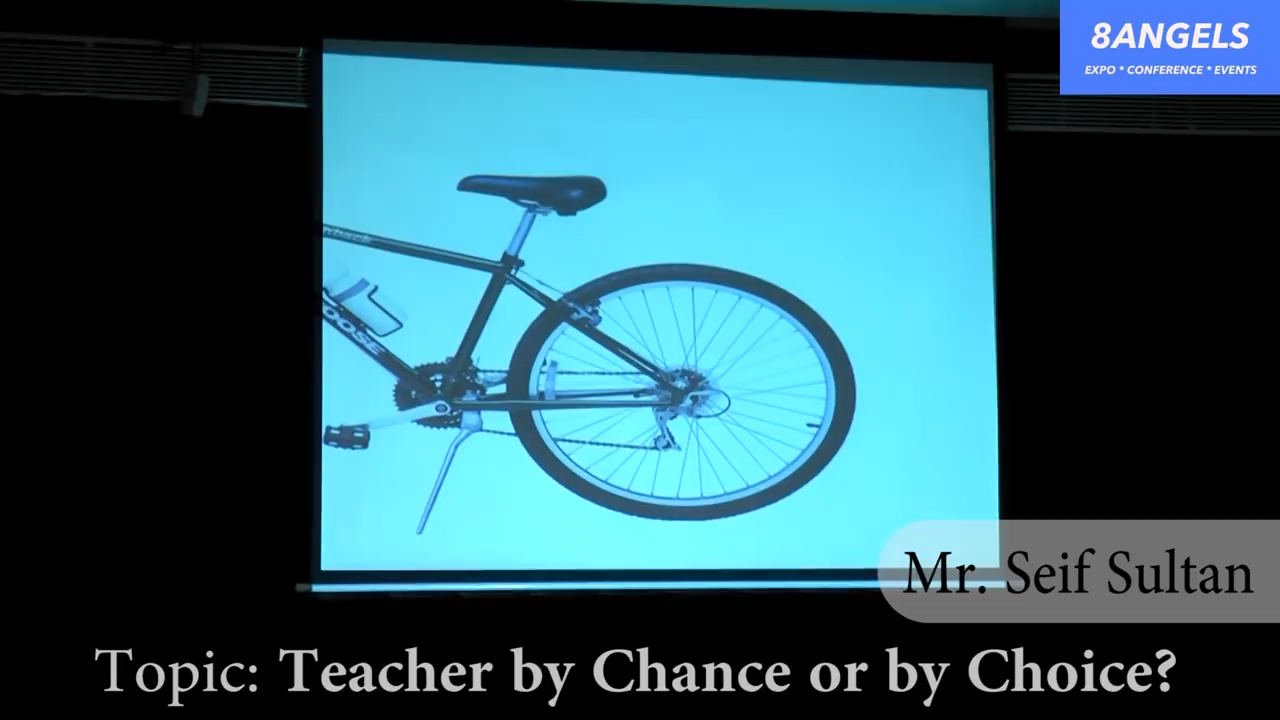 8ANGELS
EXPO * CONFERENCE * EVENTS
Mr. Seif Sultan
Topic: Teacher by Chance or by Choice?